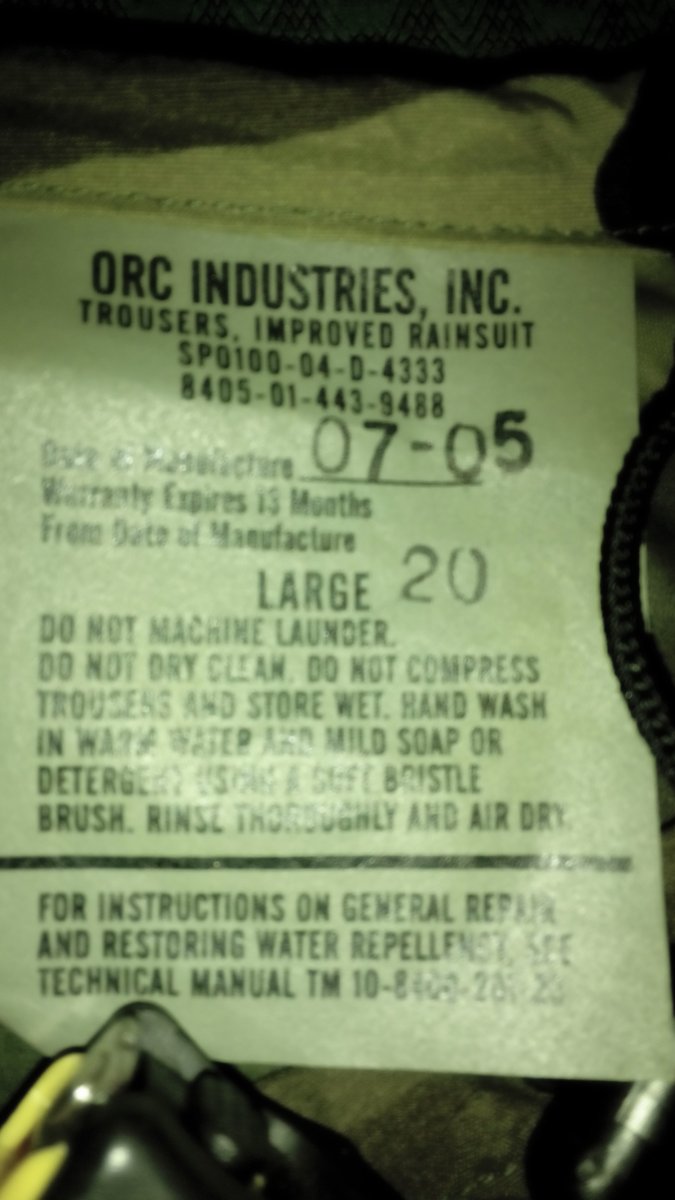 ORC INDUSTRIES, INC.
TROUSERS, IMPROVED RAINSUIT
SPO100-04-D-4333
8405-01-443-9488
Date of Manufacture 07-05
Warranty Expires 13 Months
From Date of Manufacture
LARGE 20
DO NOT MACHINE LAUNDER.
DO NOT DRY CLEAN. DO NOT COMPRESS
TROUSERS AND STORE WET. HAND WASH
IN WARM WATER AND MILD SOAP OR
DETERGENT USING A SOFT BRISTLE
BRUSH. RINSE THOROUGHLY AND AIR DRY.
FOR INSTRUCTIONS ON GENERAL REPAIR
AND RESTORING WATER REPELLENCY, SEE
TECHNICAL MANUAL TM